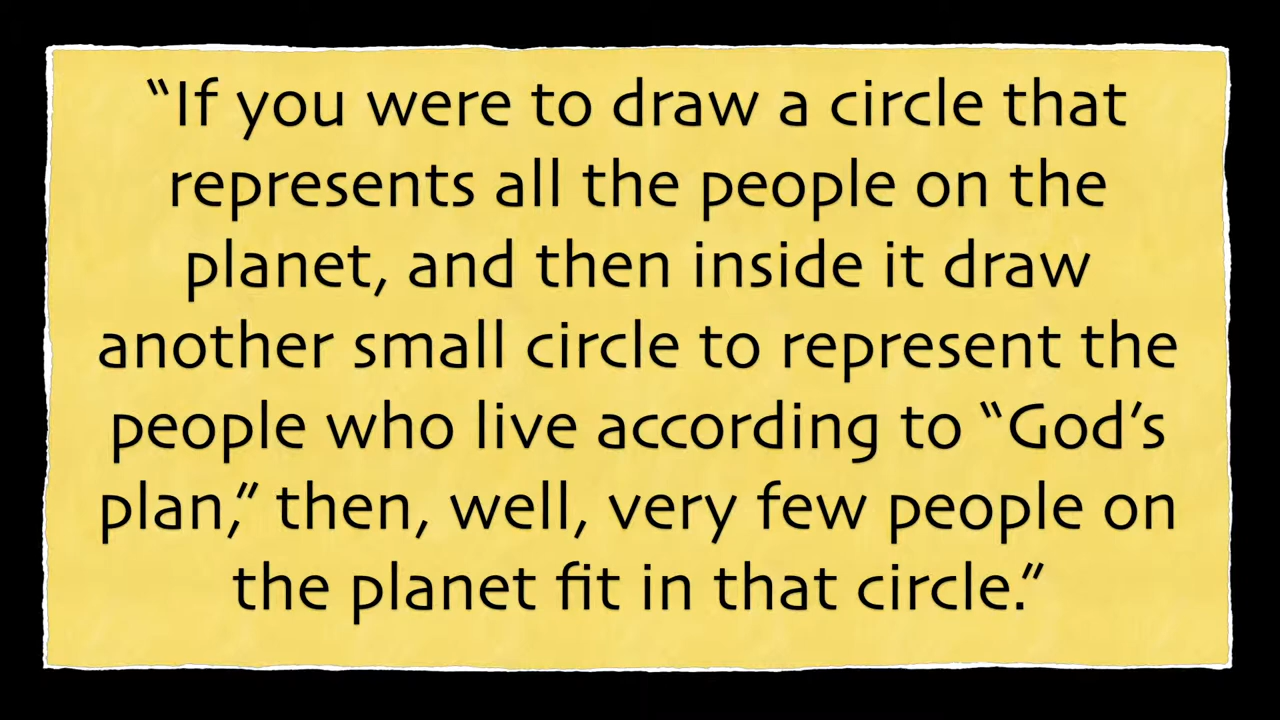 “If you were to draw a circle that
represents all the people on the
planet, and then inside it draw
another small circle to represent the
people who live according to “God’s
plan,” then, well, very few people on
the planet fit in that circle.”